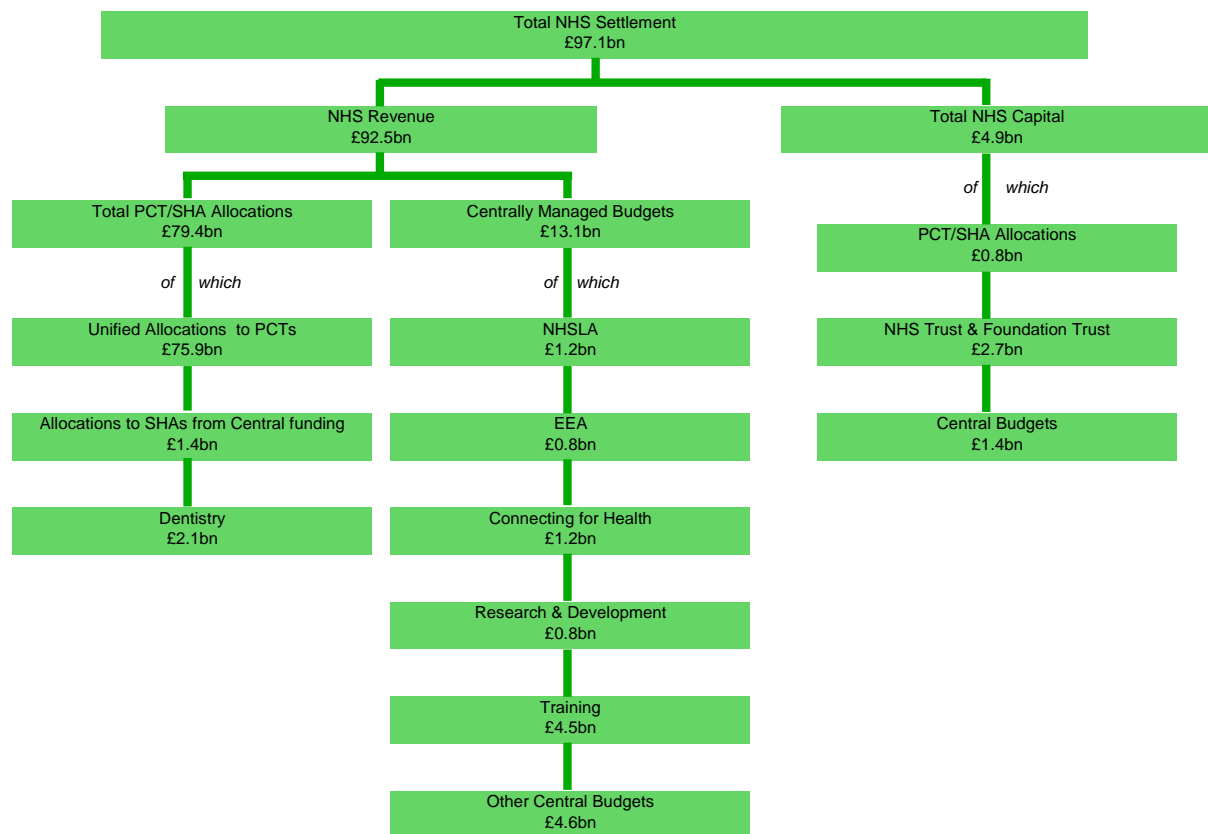 Total NHS Settlement
£97.1bn
NHS Revenue
£92.5bn
Total NHS Capital
£4.9bn
Total PCT/SHA Allocations
£79.4bn
Centrally Managed Budgets
£13.1bn
of which
PCT/SHA Allocations
£0.8bn
of which
of which
Unified Allocations to PCTs
£75.9bn
NHSLA
£1.2bn
NHS Trust & Foundation Trust
£2.7bn
Allocations to SHAs from Central funding
£1.4bn
EEA
£0.8bn
Central Budgets
£1.4bn
Dentistry
£2.1bn
Connecting for Health
£1.2bn
Research & Development
£0.8bn
Training
£4.5bn
Other Central Budgets
£4.6bn